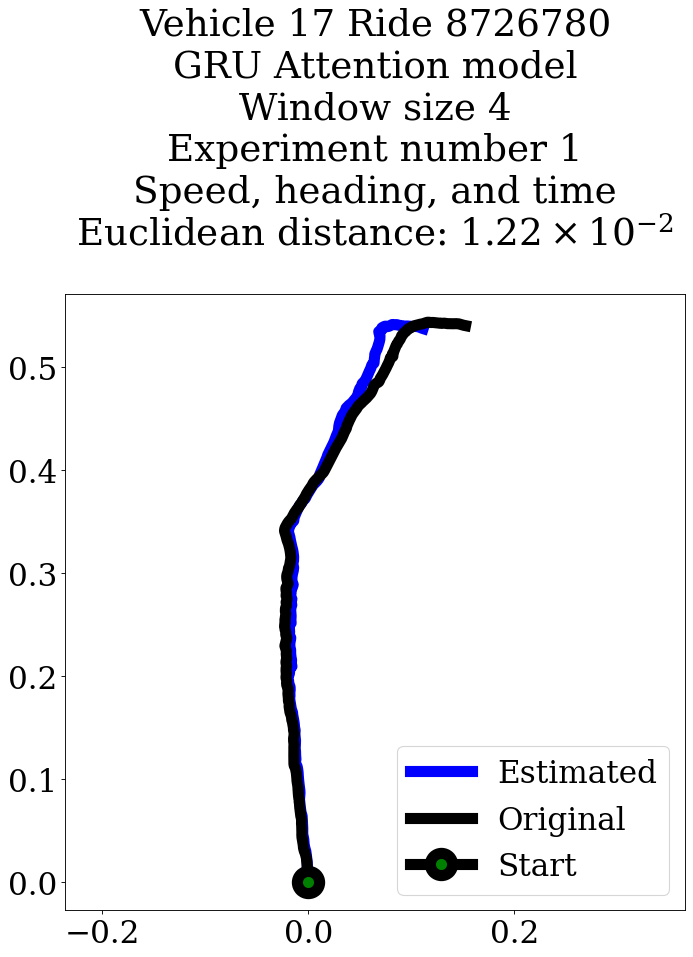 Vehicle 17 Ride 8726780
GRU Attention model
Window size 4
Experiment number 1
Speed, heading, and time
Euclidean distance: 1.22 × 10⁻²
0.5
0.4
0.3
0.2
0.1
0.0
Estimated
Original
Start
−0.2 0.0 0.2